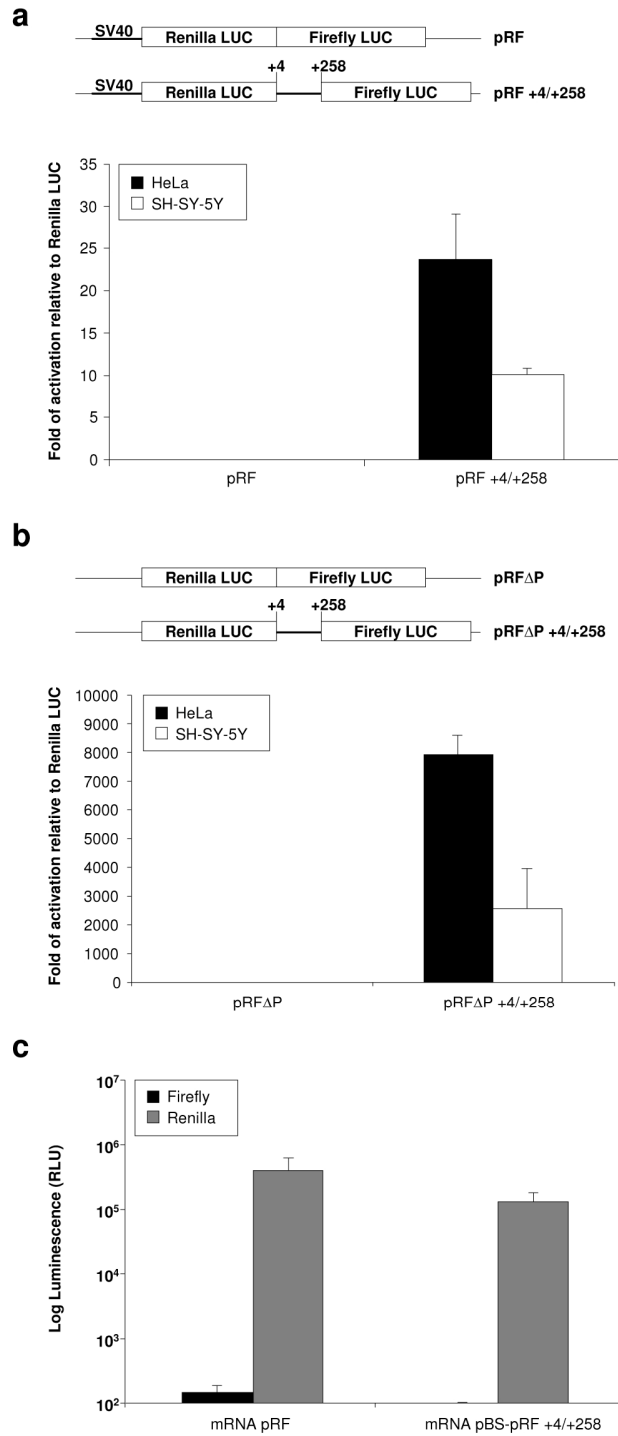 a
SV40 Renilla LUC Firefly LUC pRF
+4 +258
SV40 Renilla LUC Firefly LUC pRF +4/+258
Fold of activation relative to Renilla LUC
35
30
25
20
15
10
5
0
HeLa
SH-SY-5Y
pRF pRF +4/+258
b
Renilla LUC Firefly LUC pRFΔP
+4 +258
Renilla LUC Firefly LUC pRFΔP +4/+258
Fold of activation relative to Renilla LUC
10000
9000
8000
7000
6000
5000
4000
3000
2000
1000
0
HeLa
SH-SY-5Y
pRFΔP pRFΔP +4/+258
c
Log Luminescence (RLU)
10⁷
10⁶
10⁵
10⁴
10³
10²
Firefly
Renilla
mRNA pRF mRNA pBS-pRF +4/+258